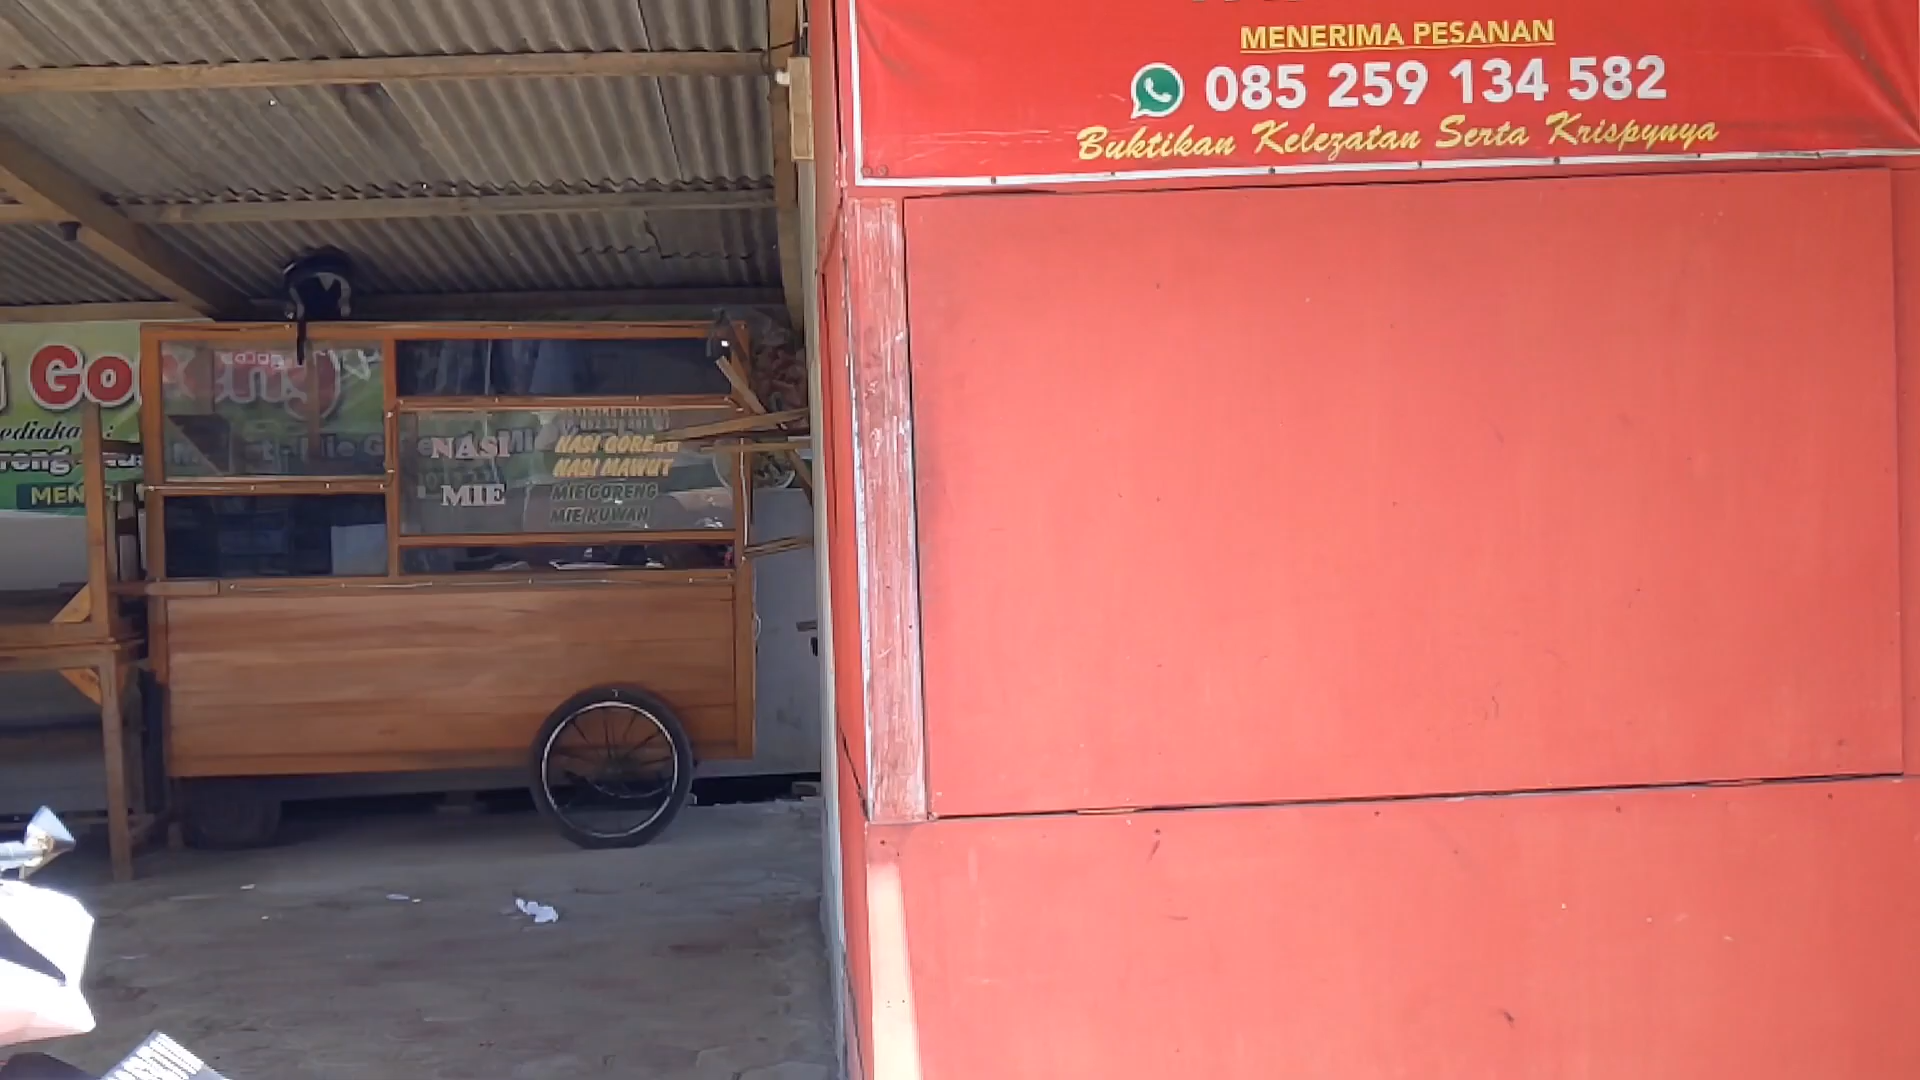 MENERIMA PESANAN
085 259 134 582
Buktikan Kelezatan Serta Krispynya
Goreng
NASI
MIE
NASI GORENG
NASI MAWUT
MIE GORENG
MIE KUWAH